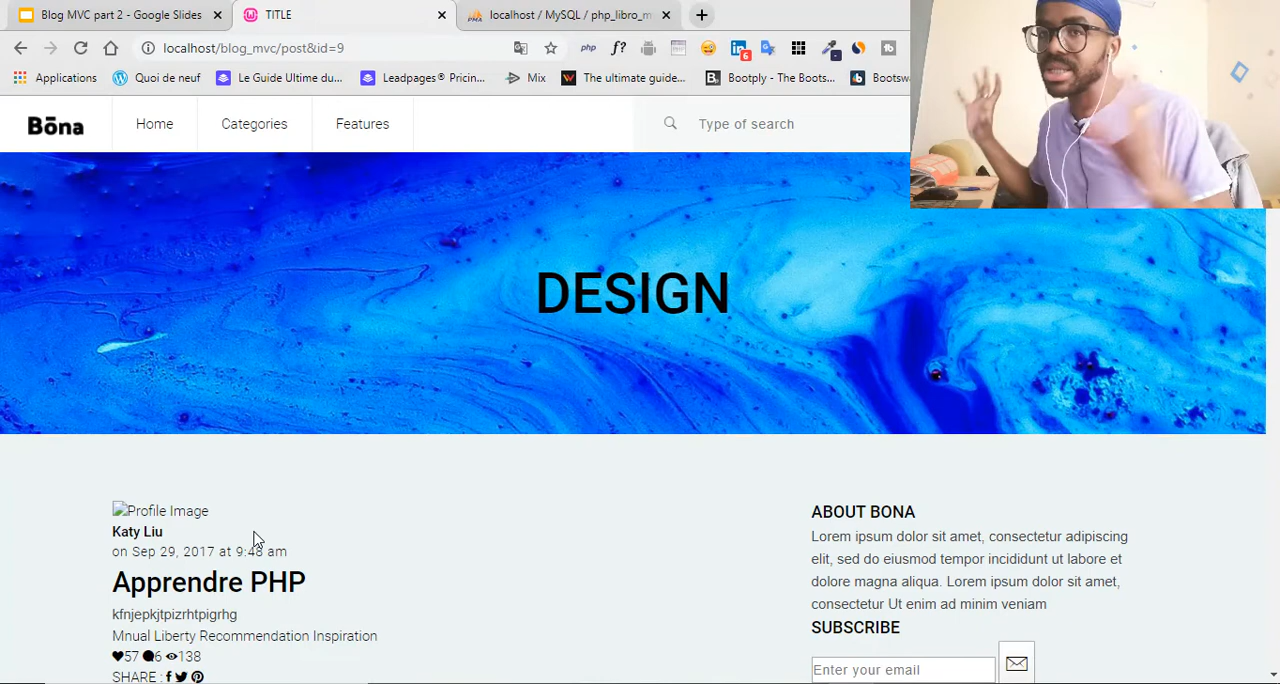 Blog MVC part 2 - Google Slides
TITLE
PMA
localhost / MySQL / php_libro_m
localhost/blog_mvc/post&id=9
php
f?
6
Applications
Quoi de neuf
Le Guide Ultime du...
Leadpages® Pricin...
Mix
The ultimate guide...
B.
Bootply - The Boots...
b
Bootsw
Bōna
Home
Categories
Features
Type of search
DESIGN
Profile Image
Katy Liu
on Sep 29, 2017 at 9:48 am
Apprendre PHP
kfnjepkjtpizrhtpigrhg
Mnual Liberty Recommendation Inspiration
57 6 138
SHARE :
ABOUT BONA
Lorem ipsum dolor sit amet, consectetur adipiscing
elit, sed do eiusmod tempor incididunt ut labore et
dolore magna aliqua. Lorem ipsum dolor sit amet,
consectetur Ut enim ad minim veniam
SUBSCRIBE
Enter your email